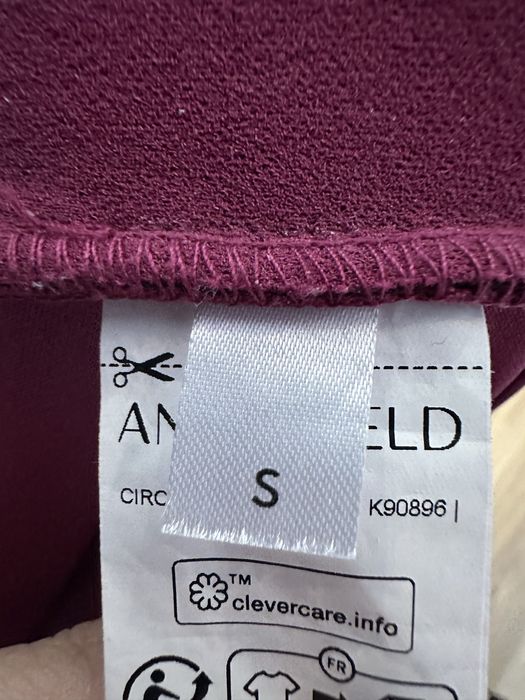 AN ELD
S
CIRC K90896 |
™
clevercare.info
FR